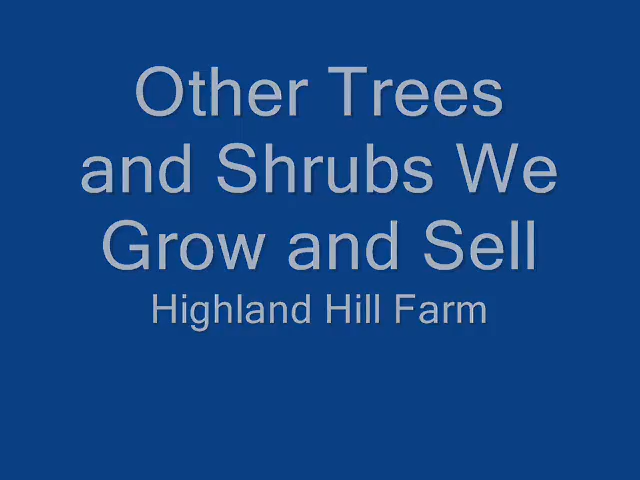 Other Trees
and Shrubs We
Grow and Sell
Highland Hill Farm